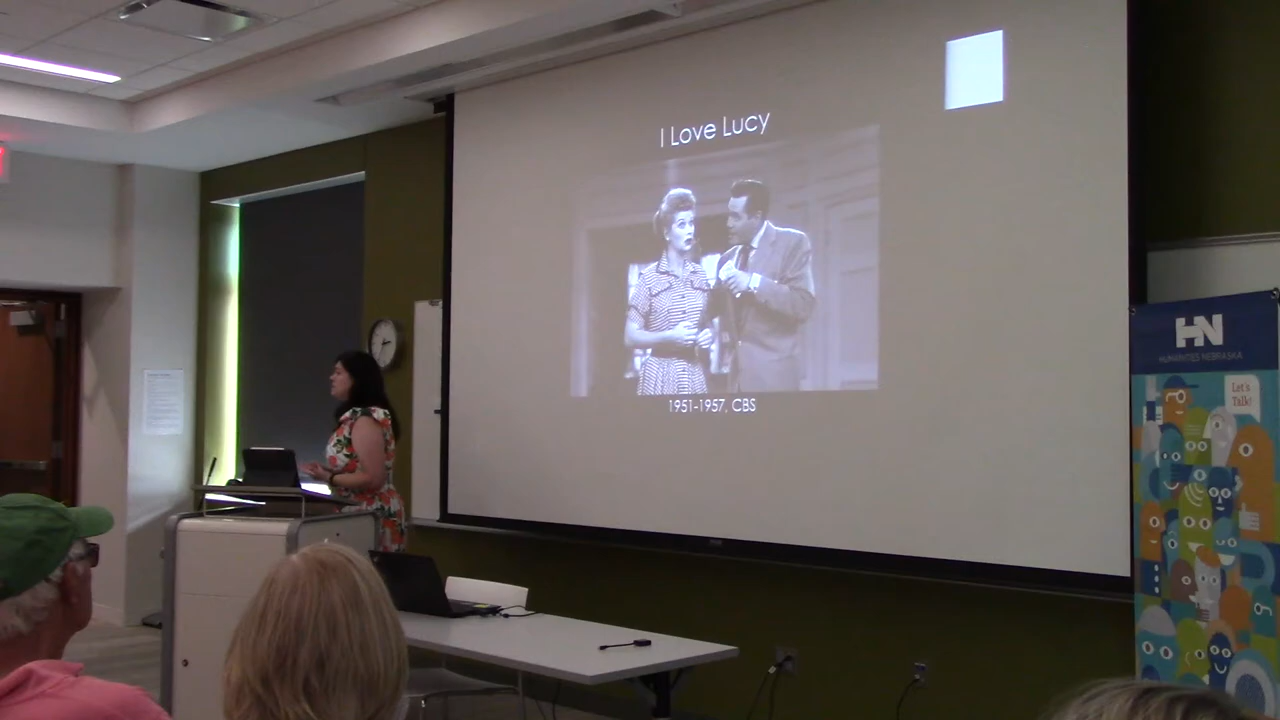 I Love Lucy
1951-1957, CBS
HN
HUMANITIES NEBRASKA
Let's
Talk!